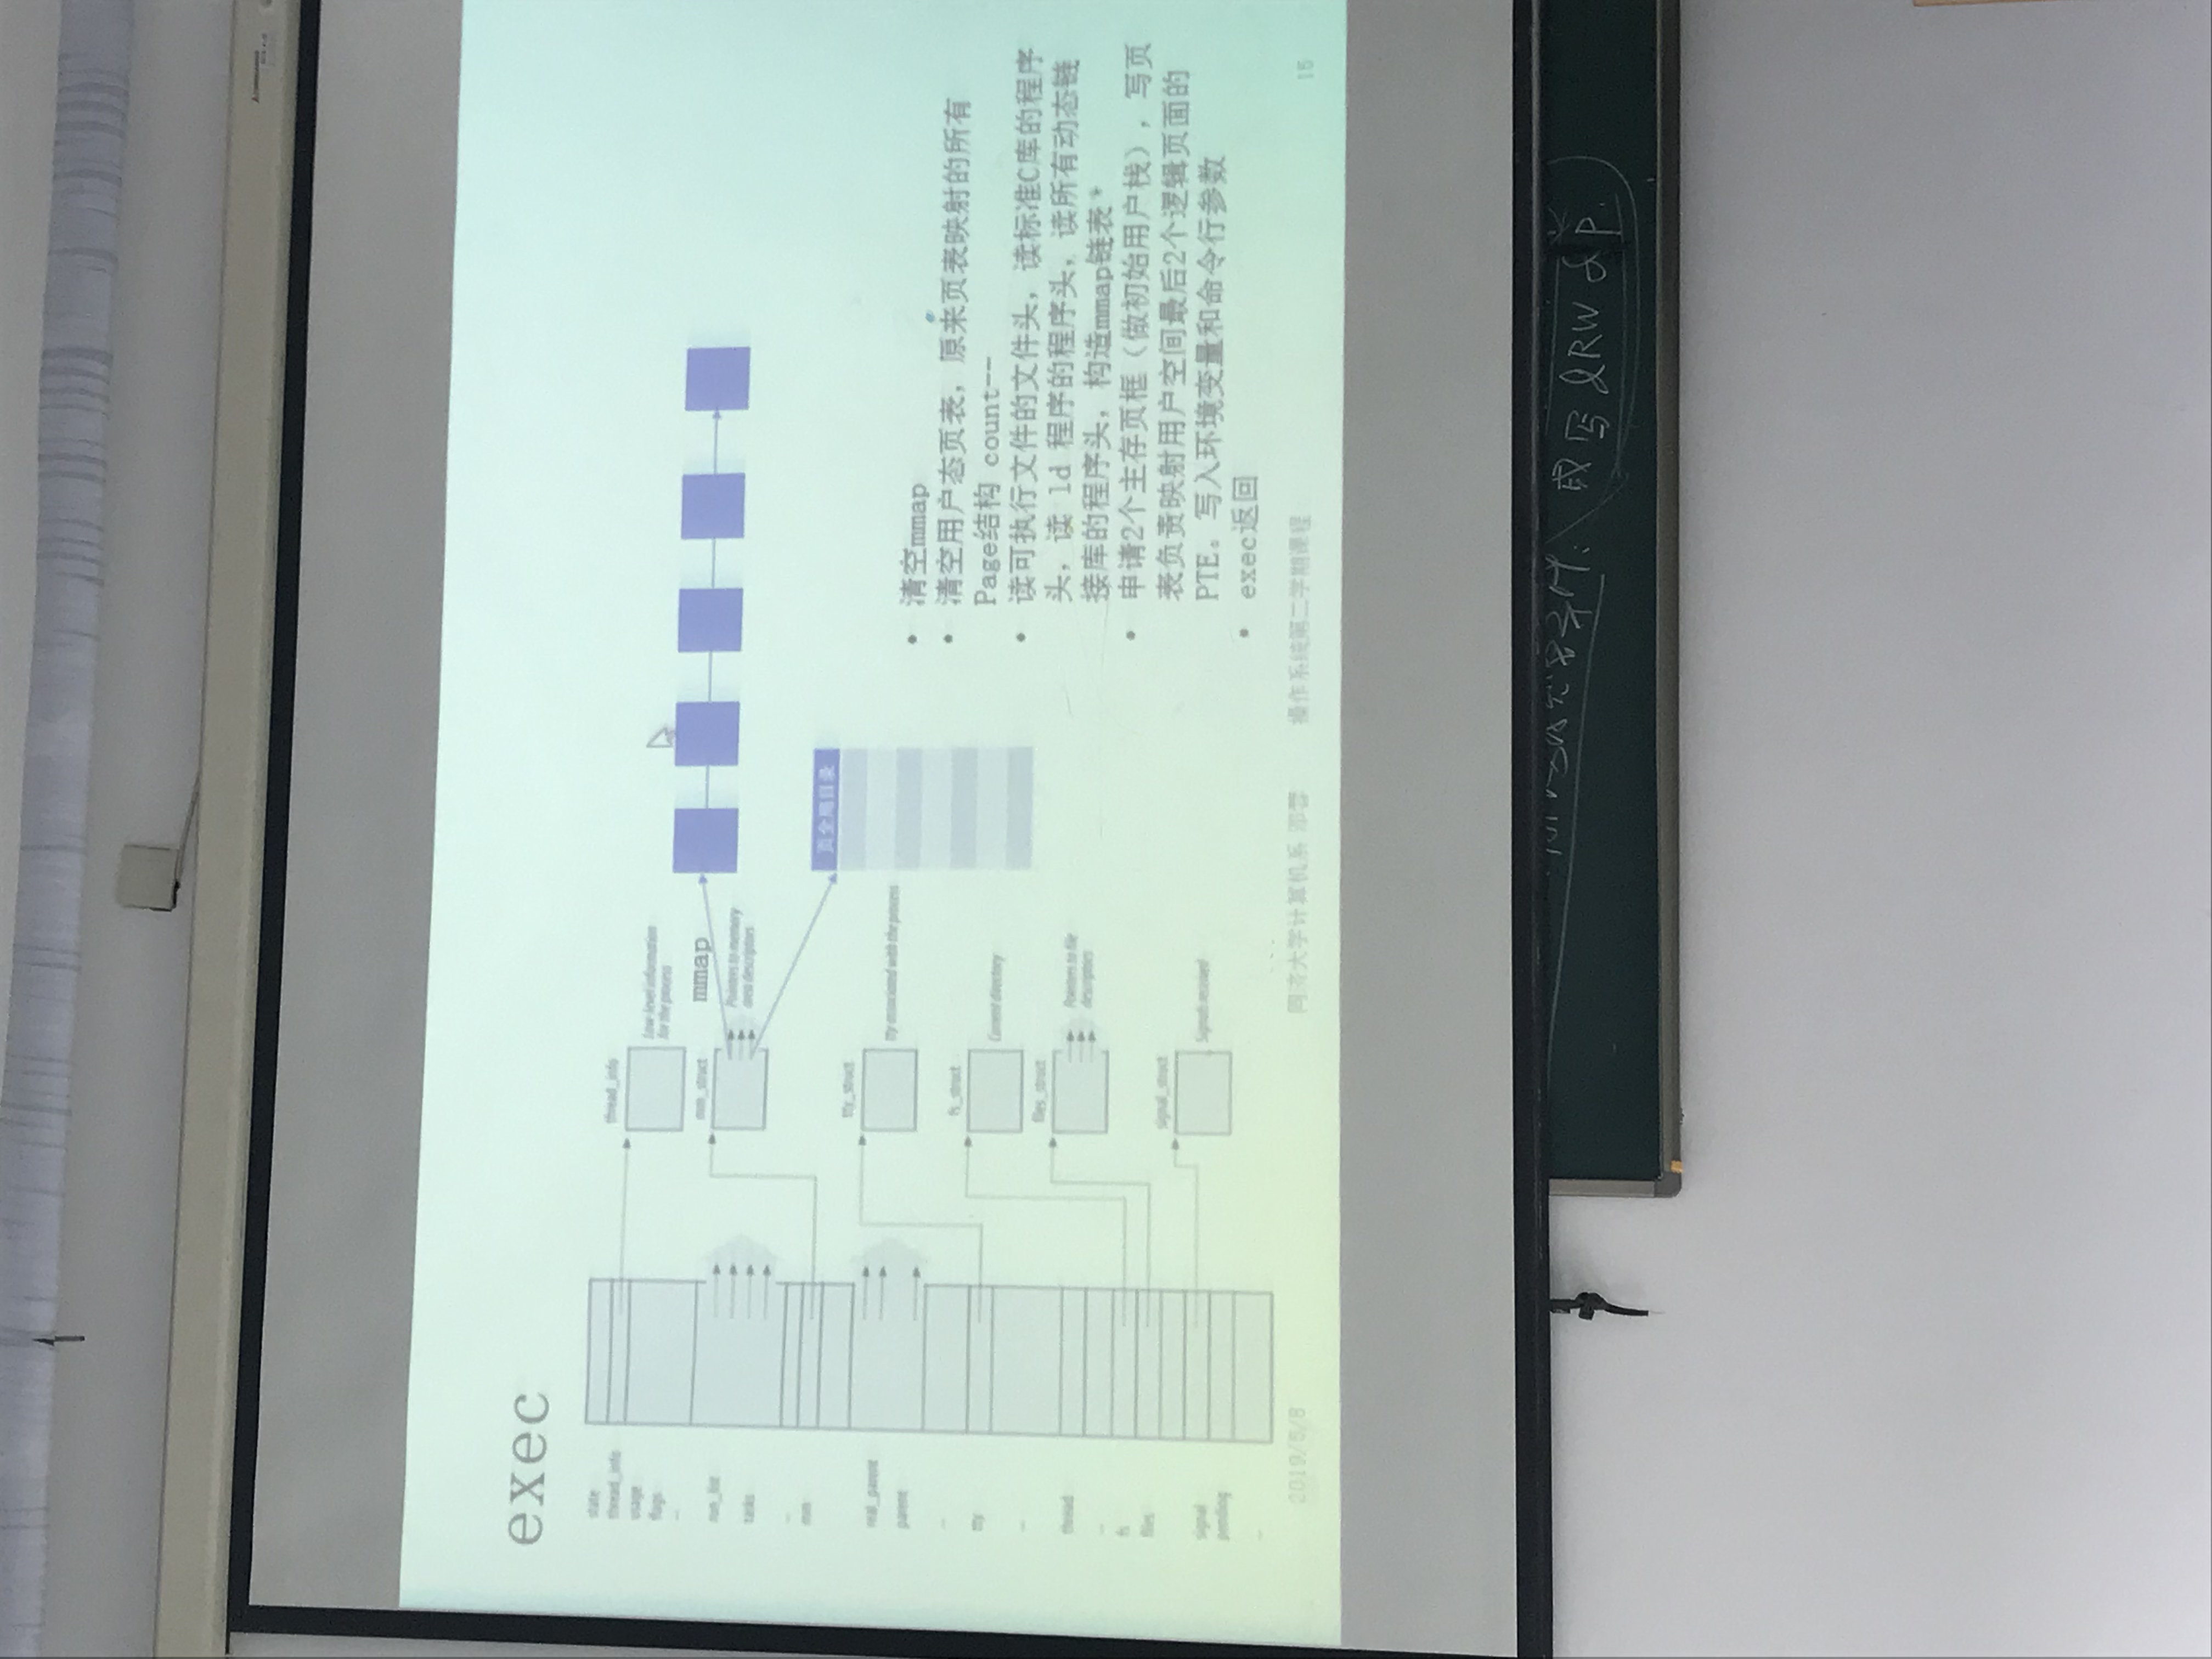 exec
state
thread_info
usage
flags
run_list
tasks
mm
real_parent
parent
tty
thread
fs
files
signal
pending
thread_info
Low-level information
for the process
mm_struct
mmap
Pointers to memory
area descriptors
页全局目录
tty_struct
tty associated with the process
fs_struct
Current directory
files_struct
Pointers to file
descriptors
signal_struct
Signals received
• 清空mmap
• 清空用户态页表，原来页表映射的所有
Page结构 count--
• 读可执行文件的文件头，读标准C库的程序
头，读 ld 程序的程序头，读所有动态链
接库的程序头，构造mmap链表*
• 申请2个主存页框（做初始用户栈），写页
表负责映射用户空间最后2个逻辑页面的
PTE。写入环境变量和命令行参数
• exec返回
2019/5/8
同济大学计算机系 邓蓉
操作系统第二学期课程
15
或写